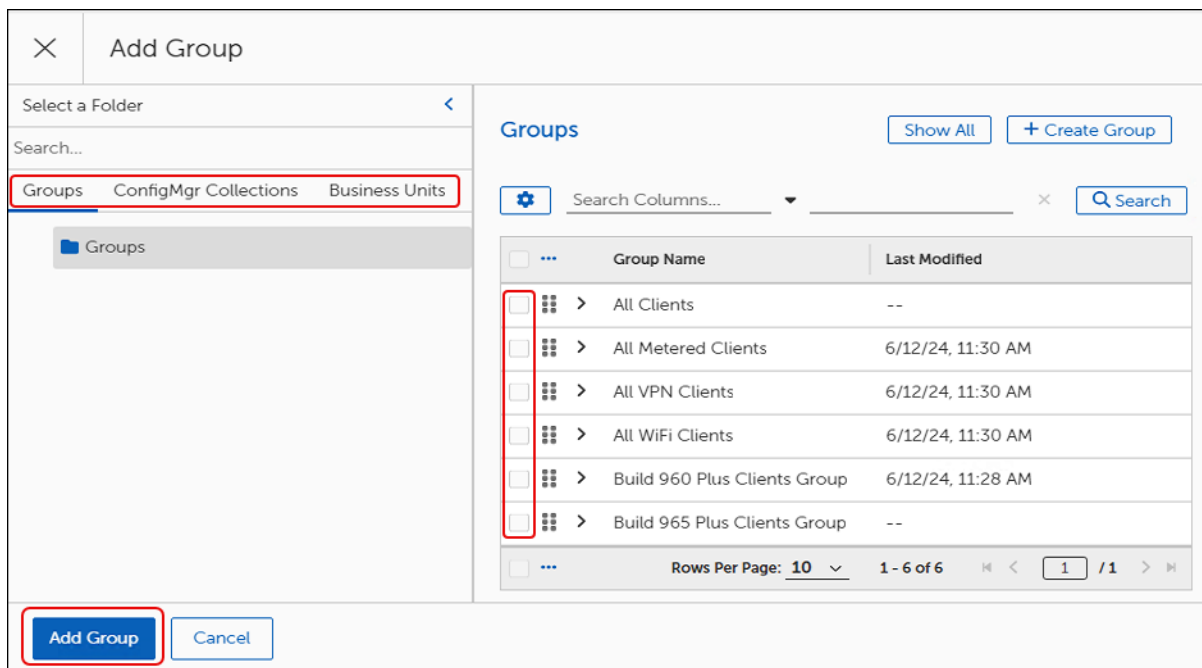 Add Group
Select a Folder
Search...
Groups ConfigMgr Collections Business Units
Groups
Groups
Show All + Create Group
Search Columns... Search
Group Name Last Modified
All Clients --
All Metered Clients 6/12/24, 11:30 AM
All VPN Clients 6/12/24, 11:30 AM
All WiFi Clients 6/12/24, 11:30 AM
Build 960 Plus Clients Group 6/12/24, 11:28 AM
Build 965 Plus Clients Group --
Rows Per Page: 10 1 - 6 of 6 1 / 1
Add Group Cancel